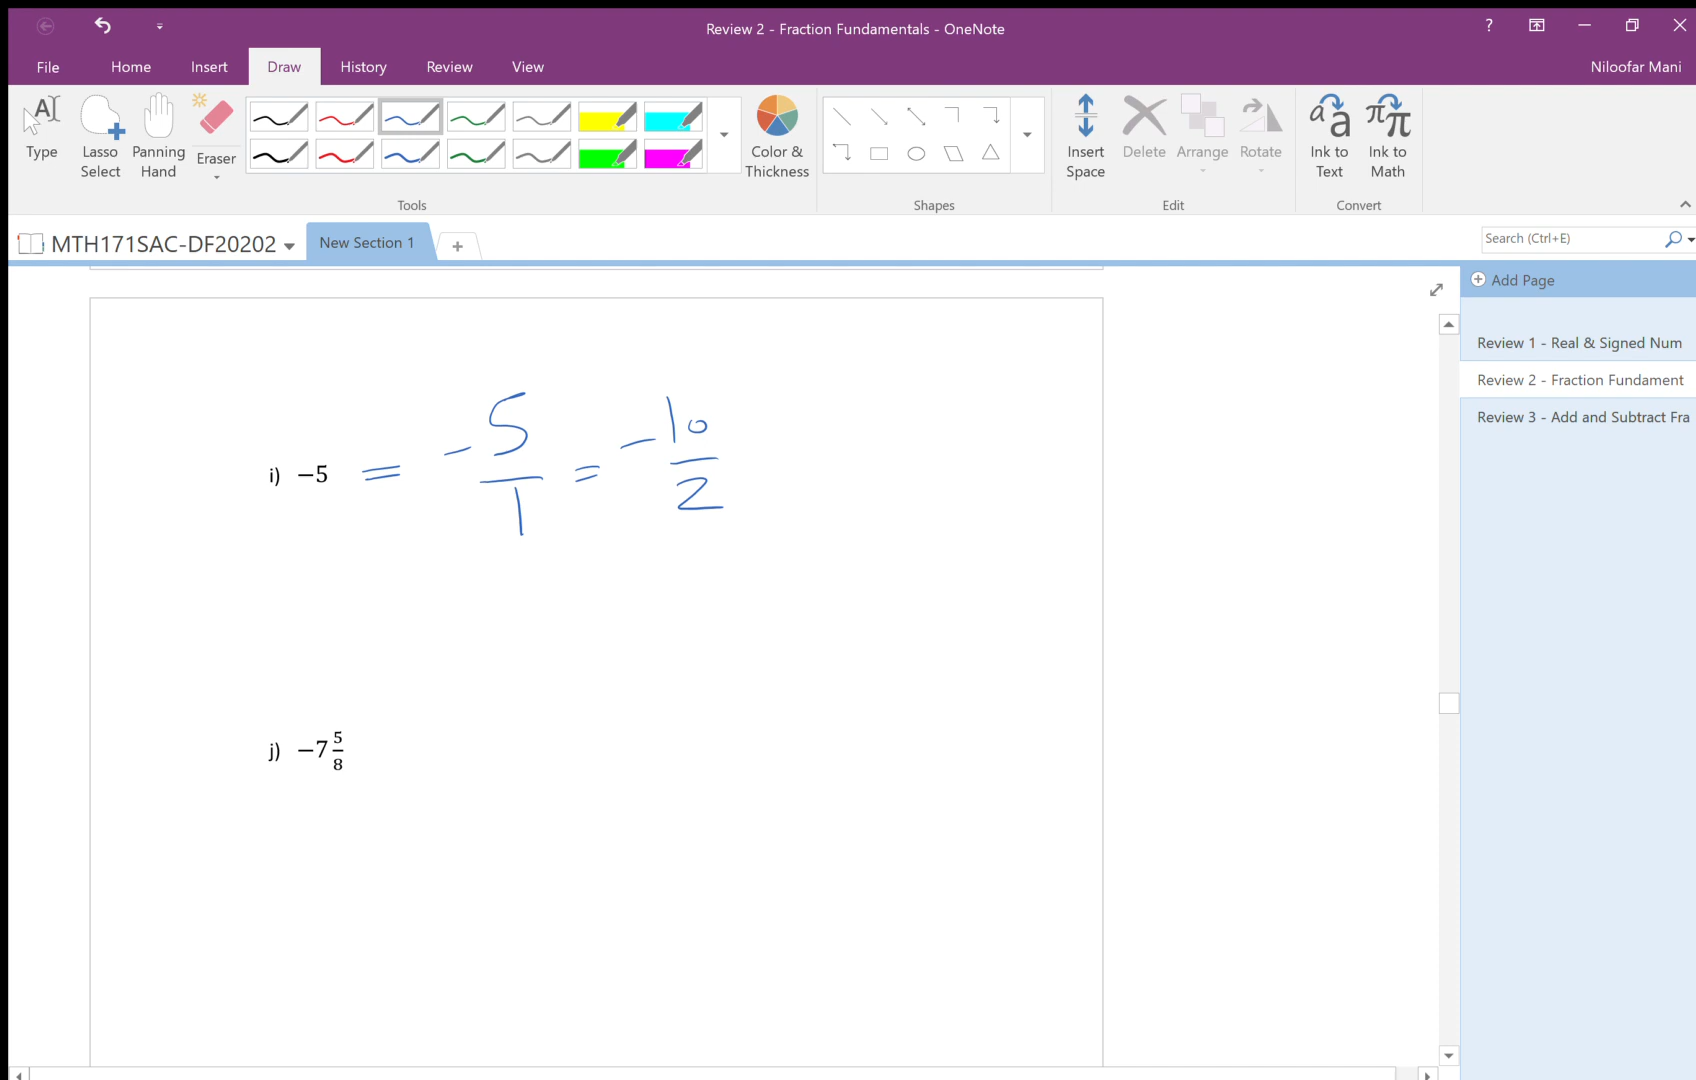 Review 2 - Fraction Fundamentals - OneNote
?
File Home Insert Draw History Review View Niloofar Mani
Type
Lasso Select
Panning Hand
Eraser
Color & Thickness
Insert Space
Delete
Arrange
Rotate
Ink to Text
Ink to Math
Tools Shapes Edit Convert
MTH171SAC-DF20202 New Section 1 +
Search (Ctrl+E)
Add Page
Review 1 - Real & Signed Num
Review 2 - Fraction Fundament
Review 3 - Add and Subtract Fra
i) −5 = -5/1 = -10/2
j) −7 5/8